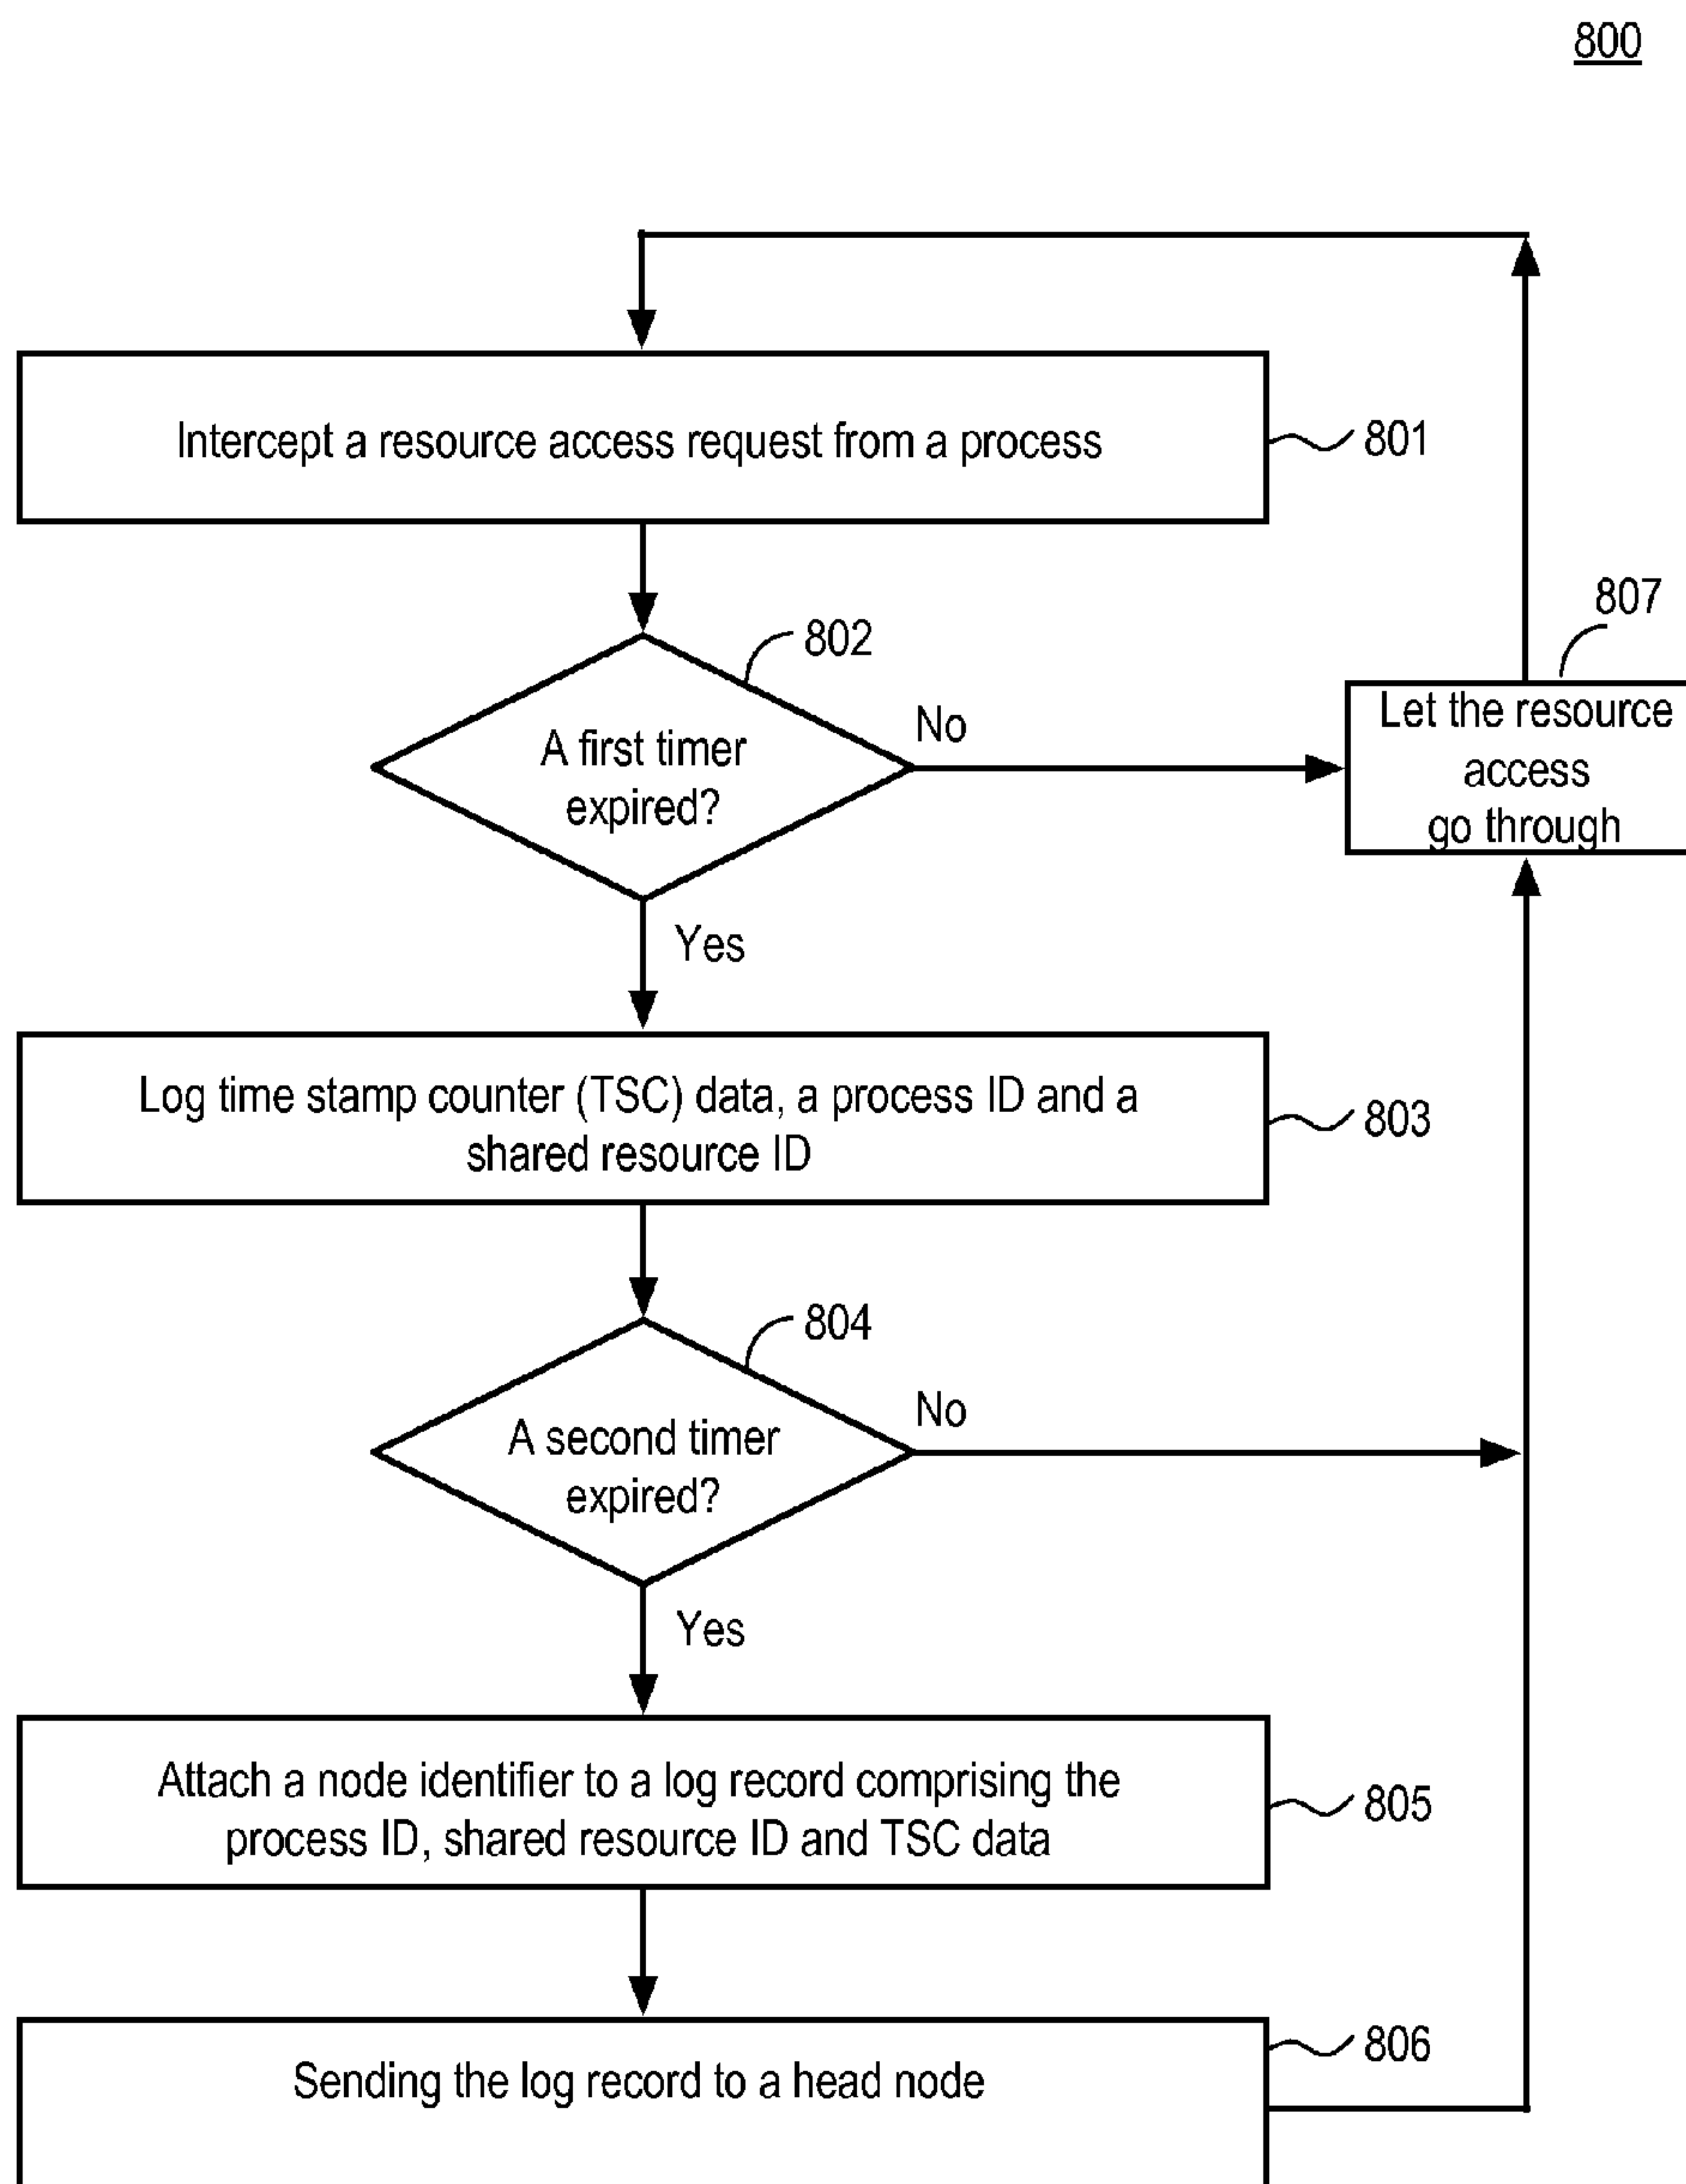 800
Intercept a resource access request from a process
801
802
807
A first timer
expired?
No
Let the resource
access
go through
Yes
Log time stamp counter (TSC) data, a process ID and a
shared resource ID
803
804
A second timer
expired?
No
Yes
Attach a node identifier to a log record comprising the
process ID, shared resource ID and TSC data
805
Sending the log record to a head node
806